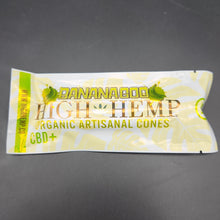 BANANAGOO
HIGH HEMP
ORGANIC ARTISANAL CONES
CBD+